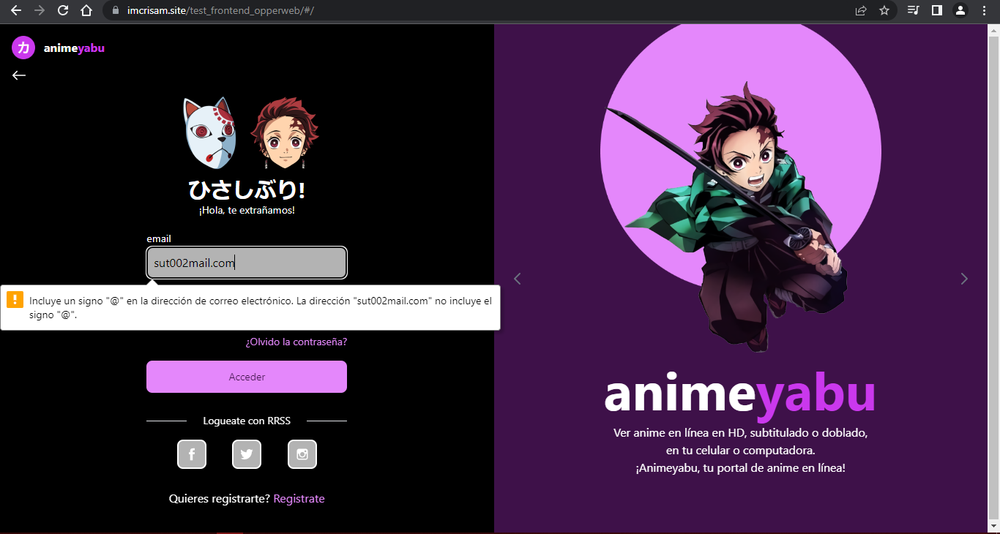 imcrisam.site/test_frontend_opperweb/#/
カ animeyabu
ひさしぶり!
¡Hola, te extrañamos!
email
sut002mail.com
Incluye un signo "@" en la dirección de correo electrónico. La dirección "sut002mail.com" no incluye el
signo "@".
¿Olvido la contraseña?
Acceder
Logueate con RRSS
Quieres registrarte? Registrate
animeyabu
Ver anime en línea en HD, subtitulado o doblado,
en tu celular o computadora.
¡Animeyabu, tu portal de anime en línea!